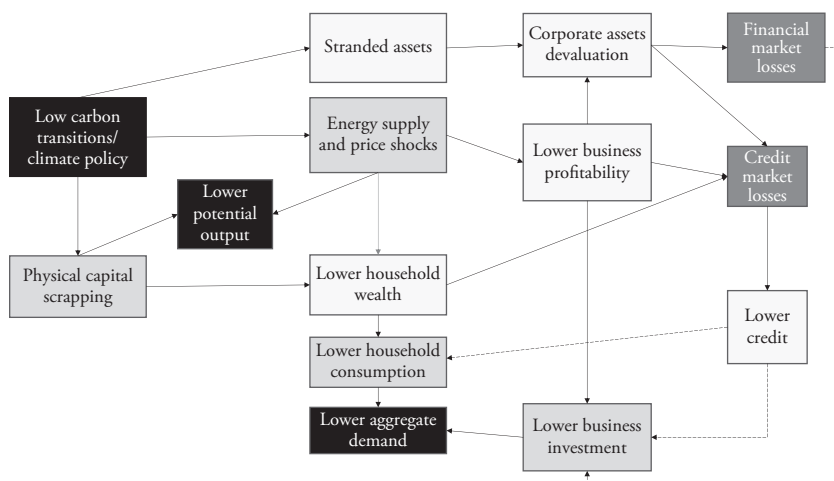 Stranded assets
Corporate assets
devaluation
Financial
market
losses
Low carbon
transitions/
climate policy
Energy supply
and price shocks
Lower business
profitability
Credit
market
losses
Lower
potential
output
Physical capital
scrapping
Lower household
wealth
Lower
credit
Lower household
consumption
Lower aggregate
demand
Lower business
investment